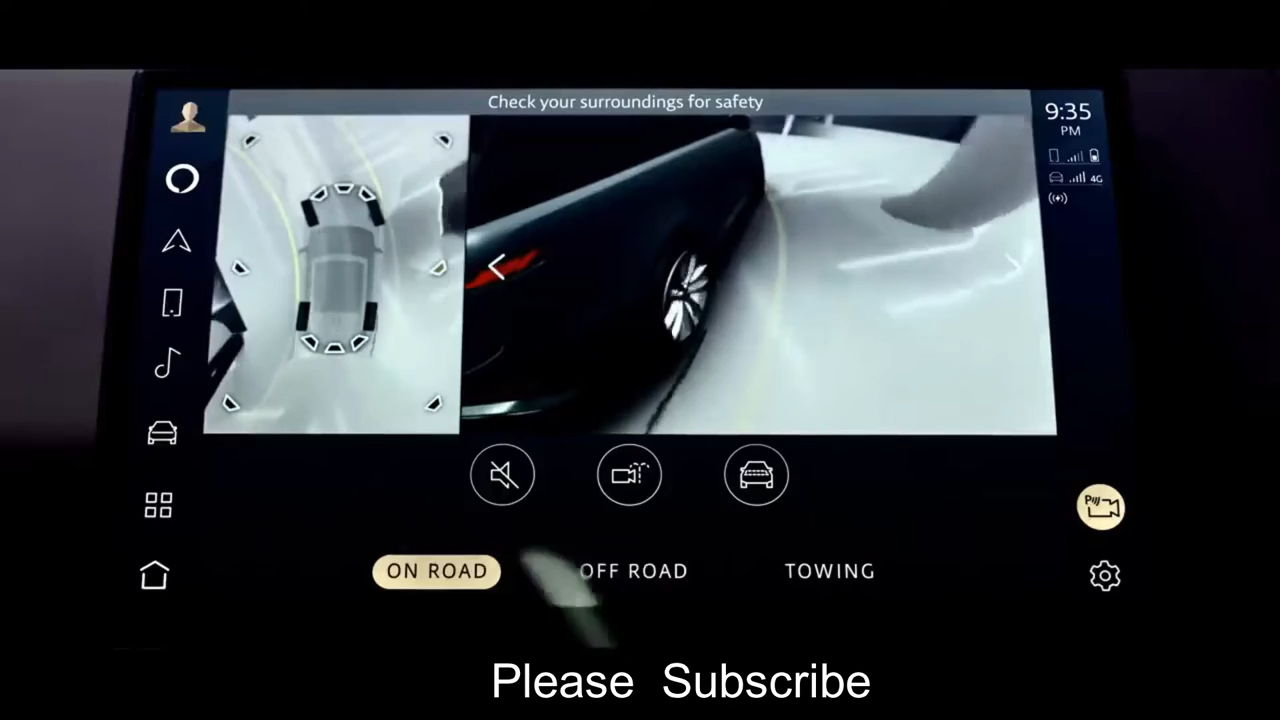 Check your surroundings for safety
9:35
PM
4G
P
ON ROAD
OFF ROAD
TOWING
Please Subscribe